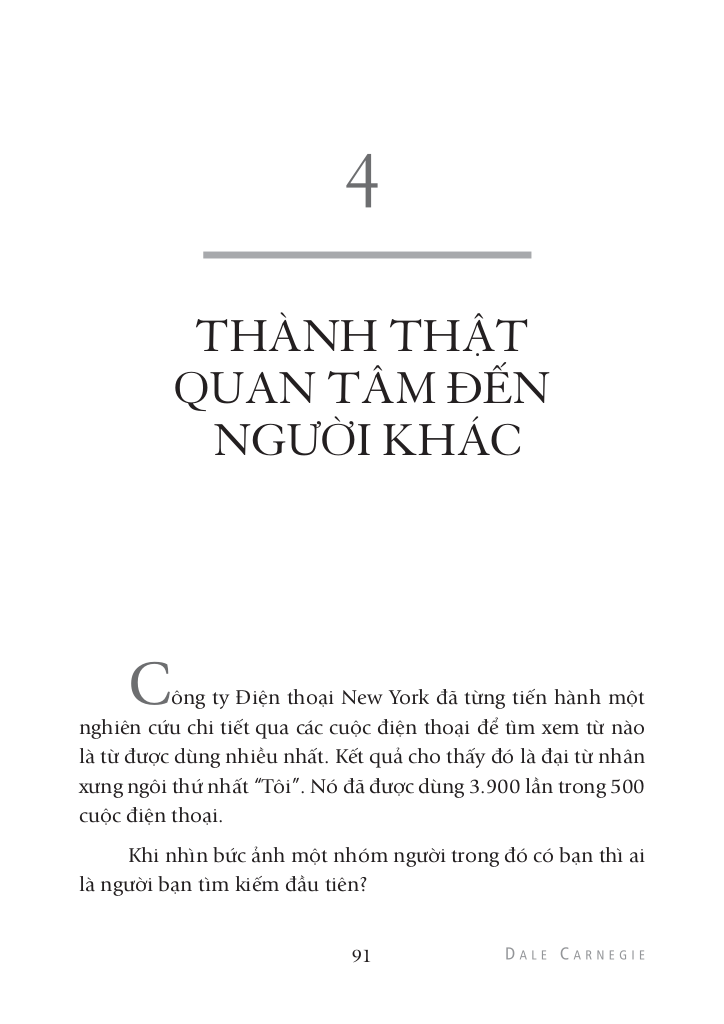 4
THÀNH THẬT
QUAN TÂM ĐẾN
NGƯỜI KHÁC
Công ty Điện thoại New York đã từng tiến hành một
nghiên cứu chi tiết qua các cuộc điện thoại để tìm xem từ nào
là từ được dùng nhiều nhất. Kết quả cho thấy đó là đại từ nhân
xưng ngôi thứ nhất “Tôi”. Nó đã được dùng 3.900 lần trong 500
cuộc điện thoại.
Khi nhìn bức ảnh một nhóm người trong đó có bạn thì ai
là người bạn tìm kiếm đầu tiên?
91
DALE CARNEGIE